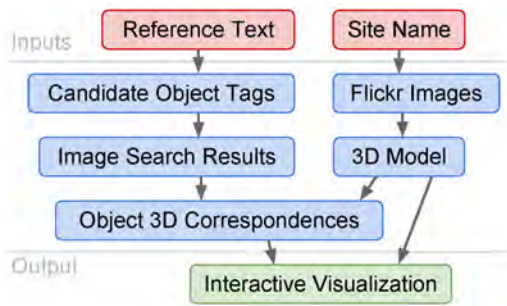 Reference Text
Site Name
Inputs
Candidate Object Tags
Flickr Images
Image Search Results
3D Model
Object 3D Correspondences
Output
Interactive Visualization